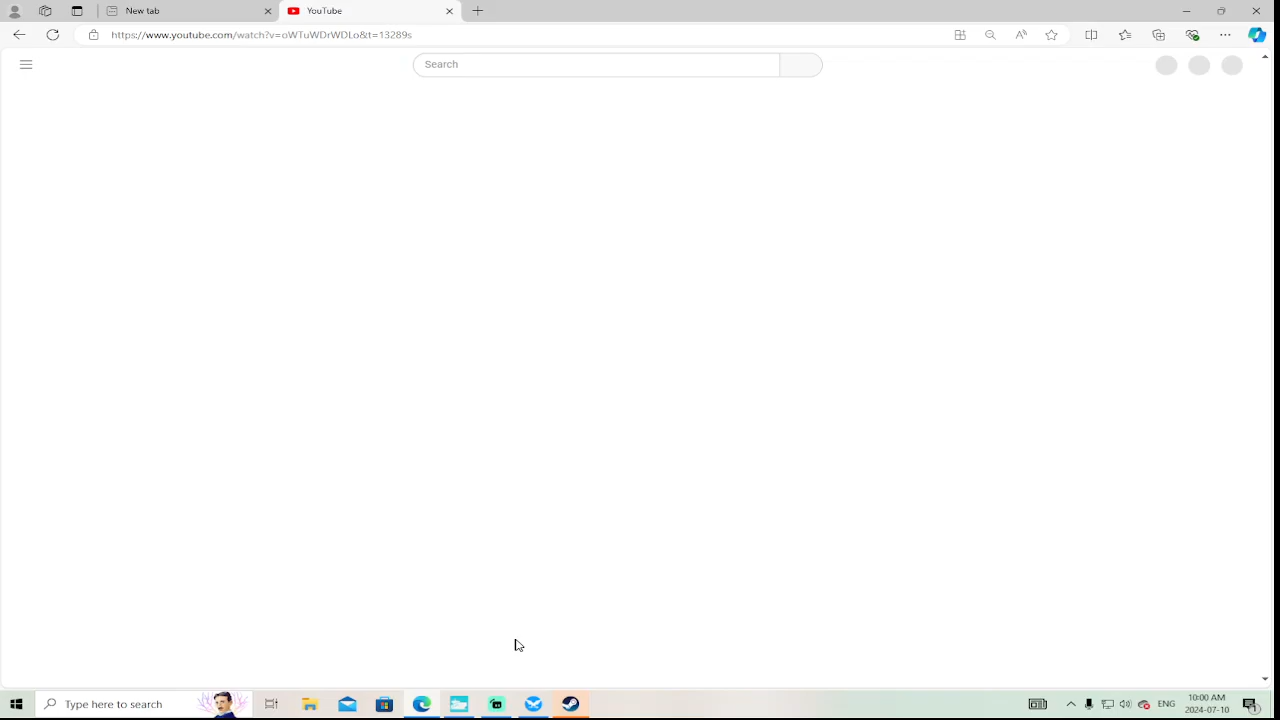 New tab
YouTube
https://www.youtube.com/watch?v=oWTuWDrWDLo&t=13289s
Search
Type here to search
ENG
10:00 AM
2024-07-10
1